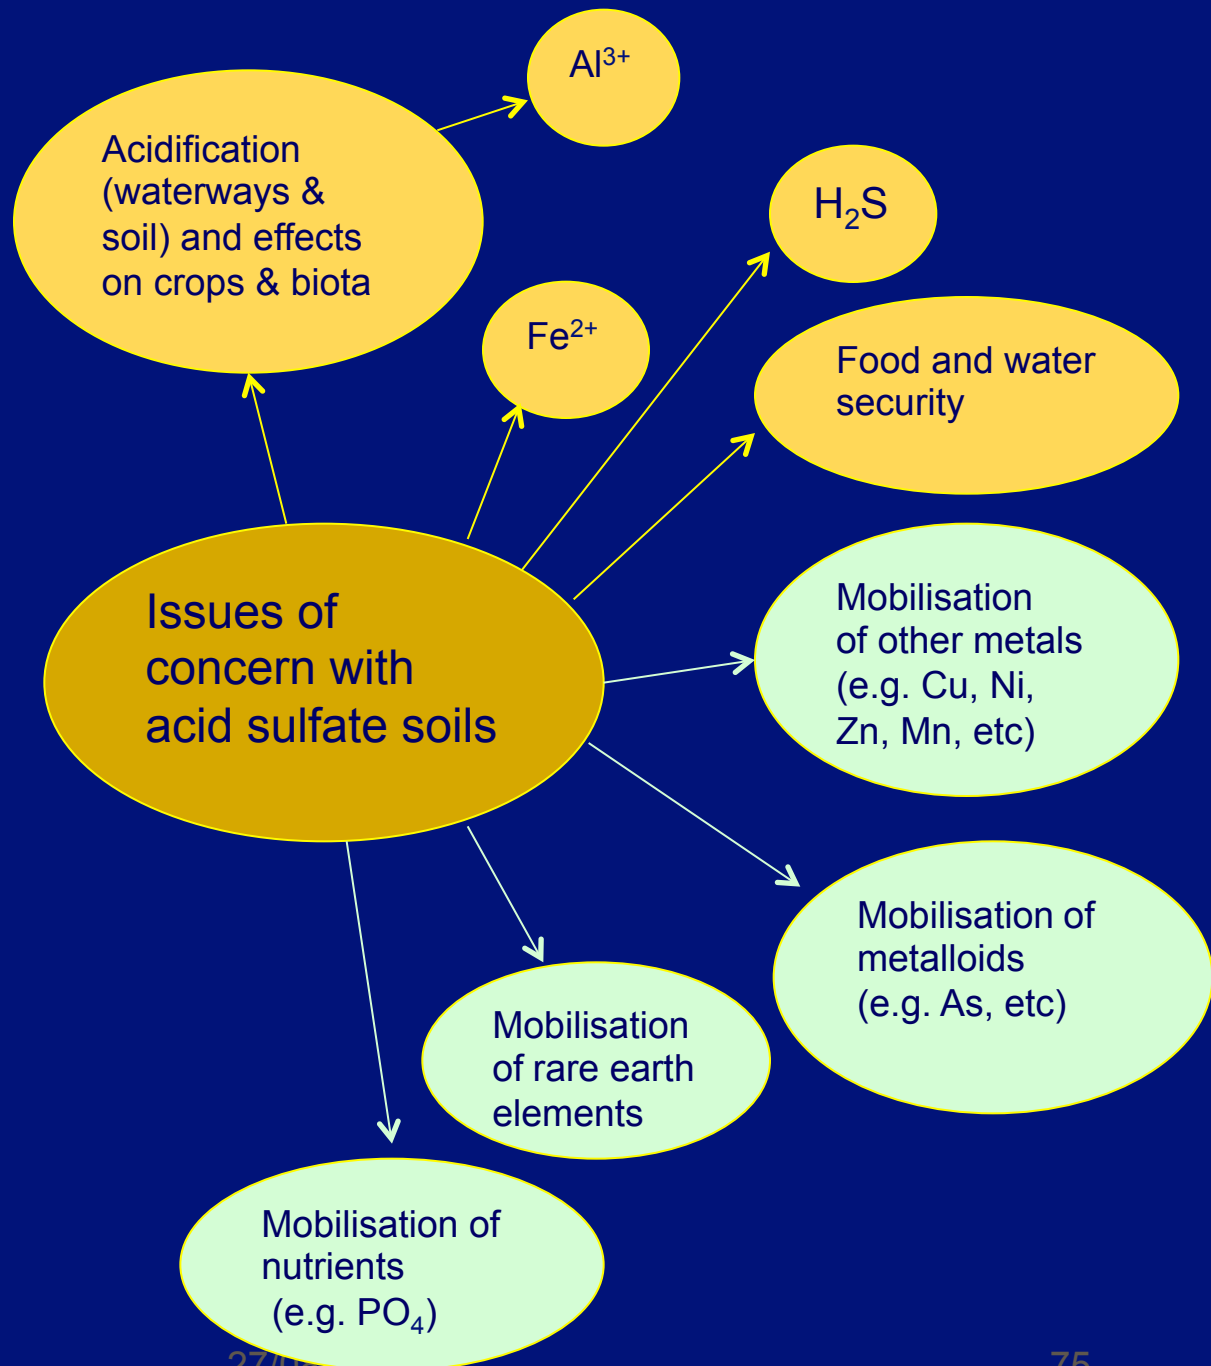 Al³⁺
Acidification
(waterways &
soil) and effects
on crops & biota
H₂S
Fe²⁺
Food and water
security
Issues of
concern with
acid sulfate soils
Mobilisation
of other metals
(e.g. Cu, Ni,
Zn, Mn, etc)
Mobilisation of
metalloids
(e.g. As, etc)
Mobilisation
of rare earth
elements
Mobilisation of
nutrients
(e.g. PO₄)
75